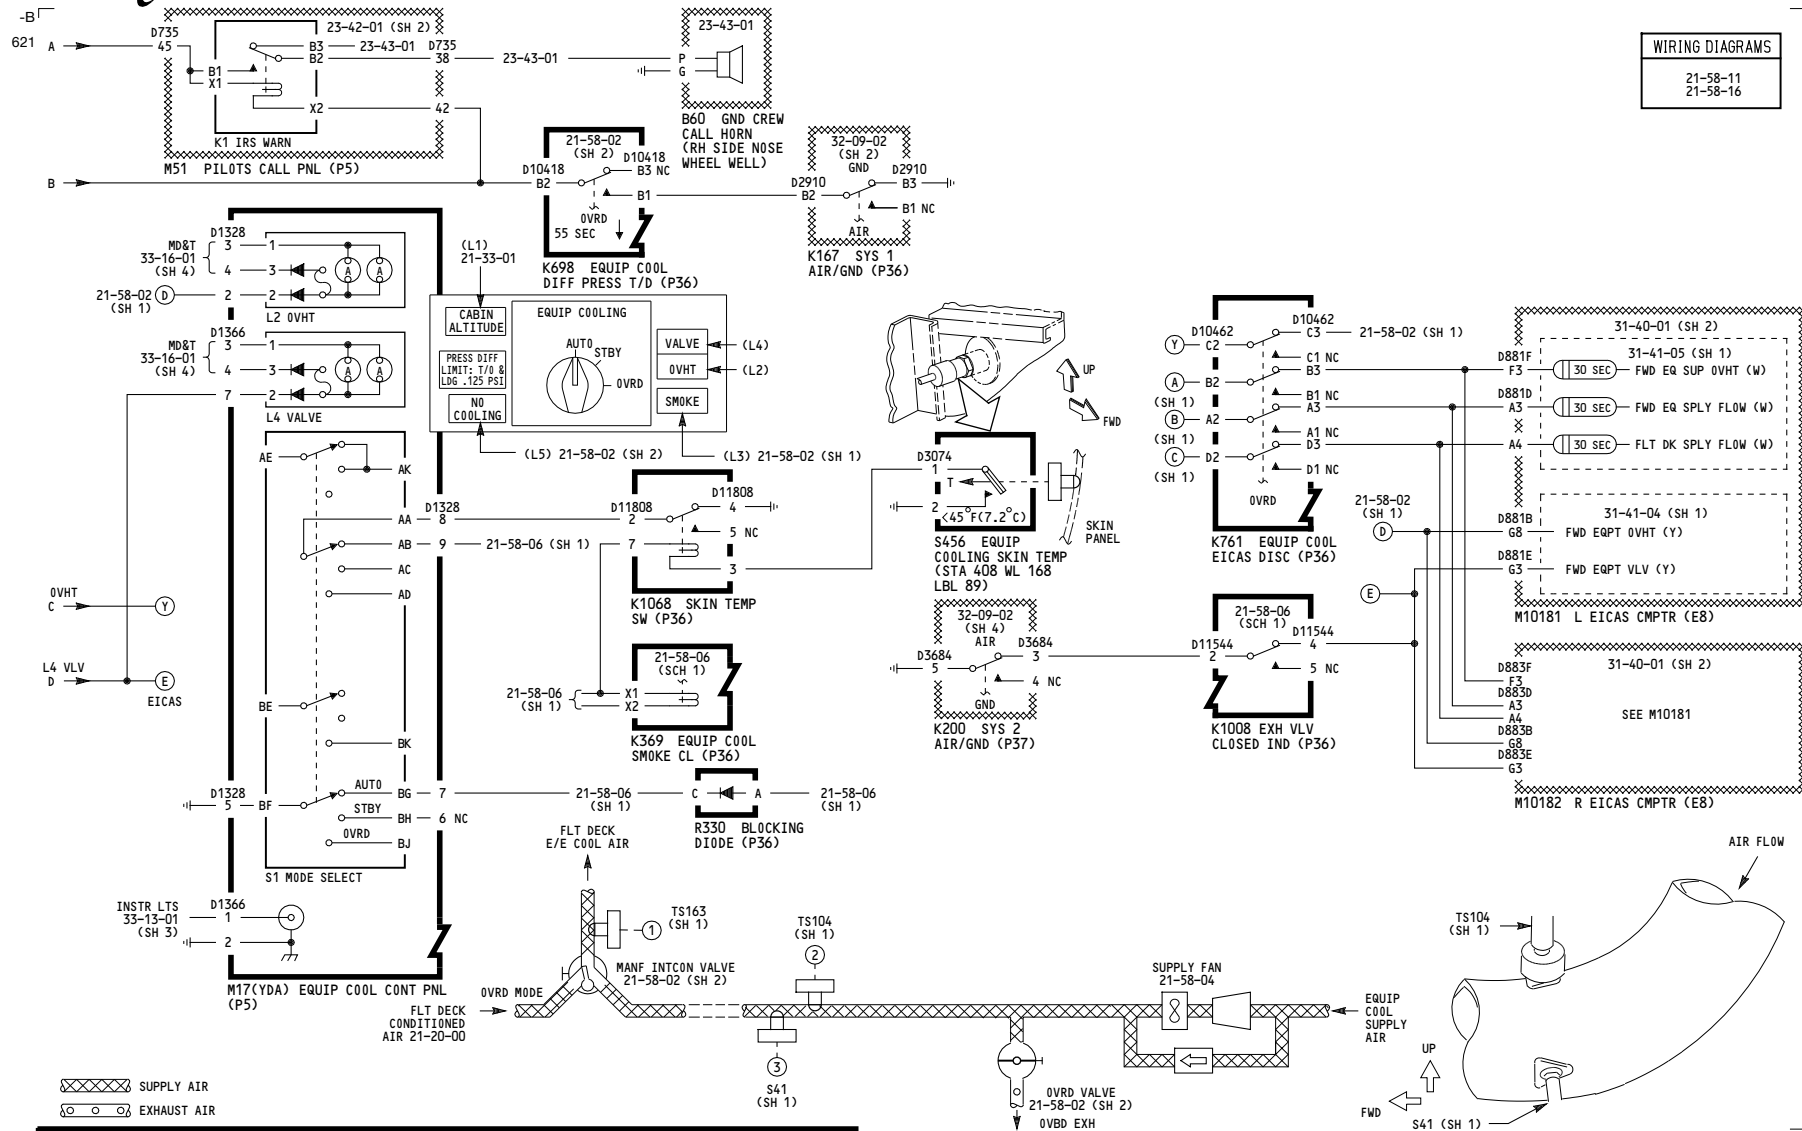 -B
621 A
D735
45
23-42-01 (SH 2)
B3 23-43-01 D735
B2 38 23-43-01
B1
X1
X2 42
K1 IRS WARN
M51 PILOTS CALL PNL (P5)
23-43-01
P
G
B60 GND CREW
CALL HORN
(RH SIDE NOSE
WHEEL WELL)
WIRING DIAGRAMS
21-58-11
21-58-16
B
21-58-02
(SH 2)
D10418
D10418
B3 NC
B2
B1
OVRD
55 SEC
K698 EQUIP COOL
DIFF PRESS T/D (P36)
32-09-02
(SH 2)
GND
D2910 D2910
B2 B3
B1 NC
AIR
K167 SYS 1
AIR/GND (P36)
D1328
MD&T
33-16-01
(SH 4)
3 1
4 3
2 2
A A
21-58-02 D
(SH 1)
L2 OVHT
D1366
MD&T
33-16-01
(SH 4)
3 1
4 3
7 2
A A
L4 VALVE
AE
AK
AA D1328 8
AB 9 21-58-06 (SH 1)
AC
AD
BE
BK
D1328
5 BF
AUTO BG 7
STBY BH 6 NC
OVRD BJ
S1 MODE SELECT
OVHT
C Y
L4 VLV
D E
EICAS
INSTR LTS
33-13-01
(SH 3)
D1366
1
2
M17(YDA) EQUIP COOL CONT PNL
(P5)
(L1)
21-33-01
CABIN
ALTITUDE
PRESS DIFF
LIMIT: T/O &
LDG .125 PSI
NO
COOLING
EQUIP COOLING
AUTO
STBY
OVRD
VALVE (L4)
OVHT (L2)
SMOKE
(L5) 21-58-02 (SH 2)
(L3) 21-58-02 (SH 1)
D11808 D11808
2 4
5 NC
7
3
K1068 SKIN TEMP
SW (P36)
21-58-06
(SCH 1)
21-58-06
(SH 1)
X1
X2
K369 EQUIP COOL
SMOKE CL (P36)
21-58-06
(SH 1)
C A
21-58-06
(SH 1)
R330 BLOCKING
DIODE (P36)
UP
FWD
D3074
1
T
2
<45°F(7.2°C)
SKIN
PANEL
S456 EQUIP
COOLING SKIN TEMP
(STA 408 WL 168
LBL 89)
32-09-02
(SH 4)
AIR
D3684 D3684
5 3
4 NC
GND
K200 SYS 2
AIR/GND (P37)
D10462 D10462
Y C2 C3 21-58-02 (SH 1)
C1 NC
A B2 B3
(SH 1) B1 NC
B A2 A3
(SH 1) A1 NC
C D2 D3
(SH 1) D1 NC
OVRD
K761 EQUIP COOL
EICAS DISC (P36)
21-58-06
(SCH 1)
D11544 D11544
2 4
5 NC
K1008 EXH VLV
CLOSED IND (P36)
21-58-02
(SH 1)
D
E
31-40-01 (SH 2)
31-41-05 (SH 1)
D881F
F3 30 SEC FWD EQ SUP OVHT (W)
D881D
A3 30 SEC FWD EQ SPLY FLOW (W)
A4 30 SEC FLT DK SPLY FLOW (W)
31-41-04 (SH 1)
D881B
G8 FWD EQPT OVHT (Y)
D881E
G3 FWD EQPT VLV (Y)
M10181 L EICAS CMPTR (E8)
31-40-01 (SH 2)
D883F
F3
D883D
A3
A4
D883B
G8
D883E
G3
SEE M10181
M10182 R EICAS CMPTR (E8)
FLT DECK
E/E COOL AIR
TS163
(SH 1)
1
MANF INTCON VALVE
21-58-02 (SH 2)
OVRD MODE
FLT DECK
CONDITIONED
AIR 21-20-00
TS104
(SH 1)
2
3
S41
(SH 1)
SUPPLY FAN
21-58-04
EQUIP
COOL
SUPPLY
AIR
OVRD VALVE
21-58-02 (SH 2)
OVBD EXH
AIR FLOW
TS104
(SH 1)
UP
FWD
S41 (SH 1)
SUPPLY AIR
EXHAUST AIR